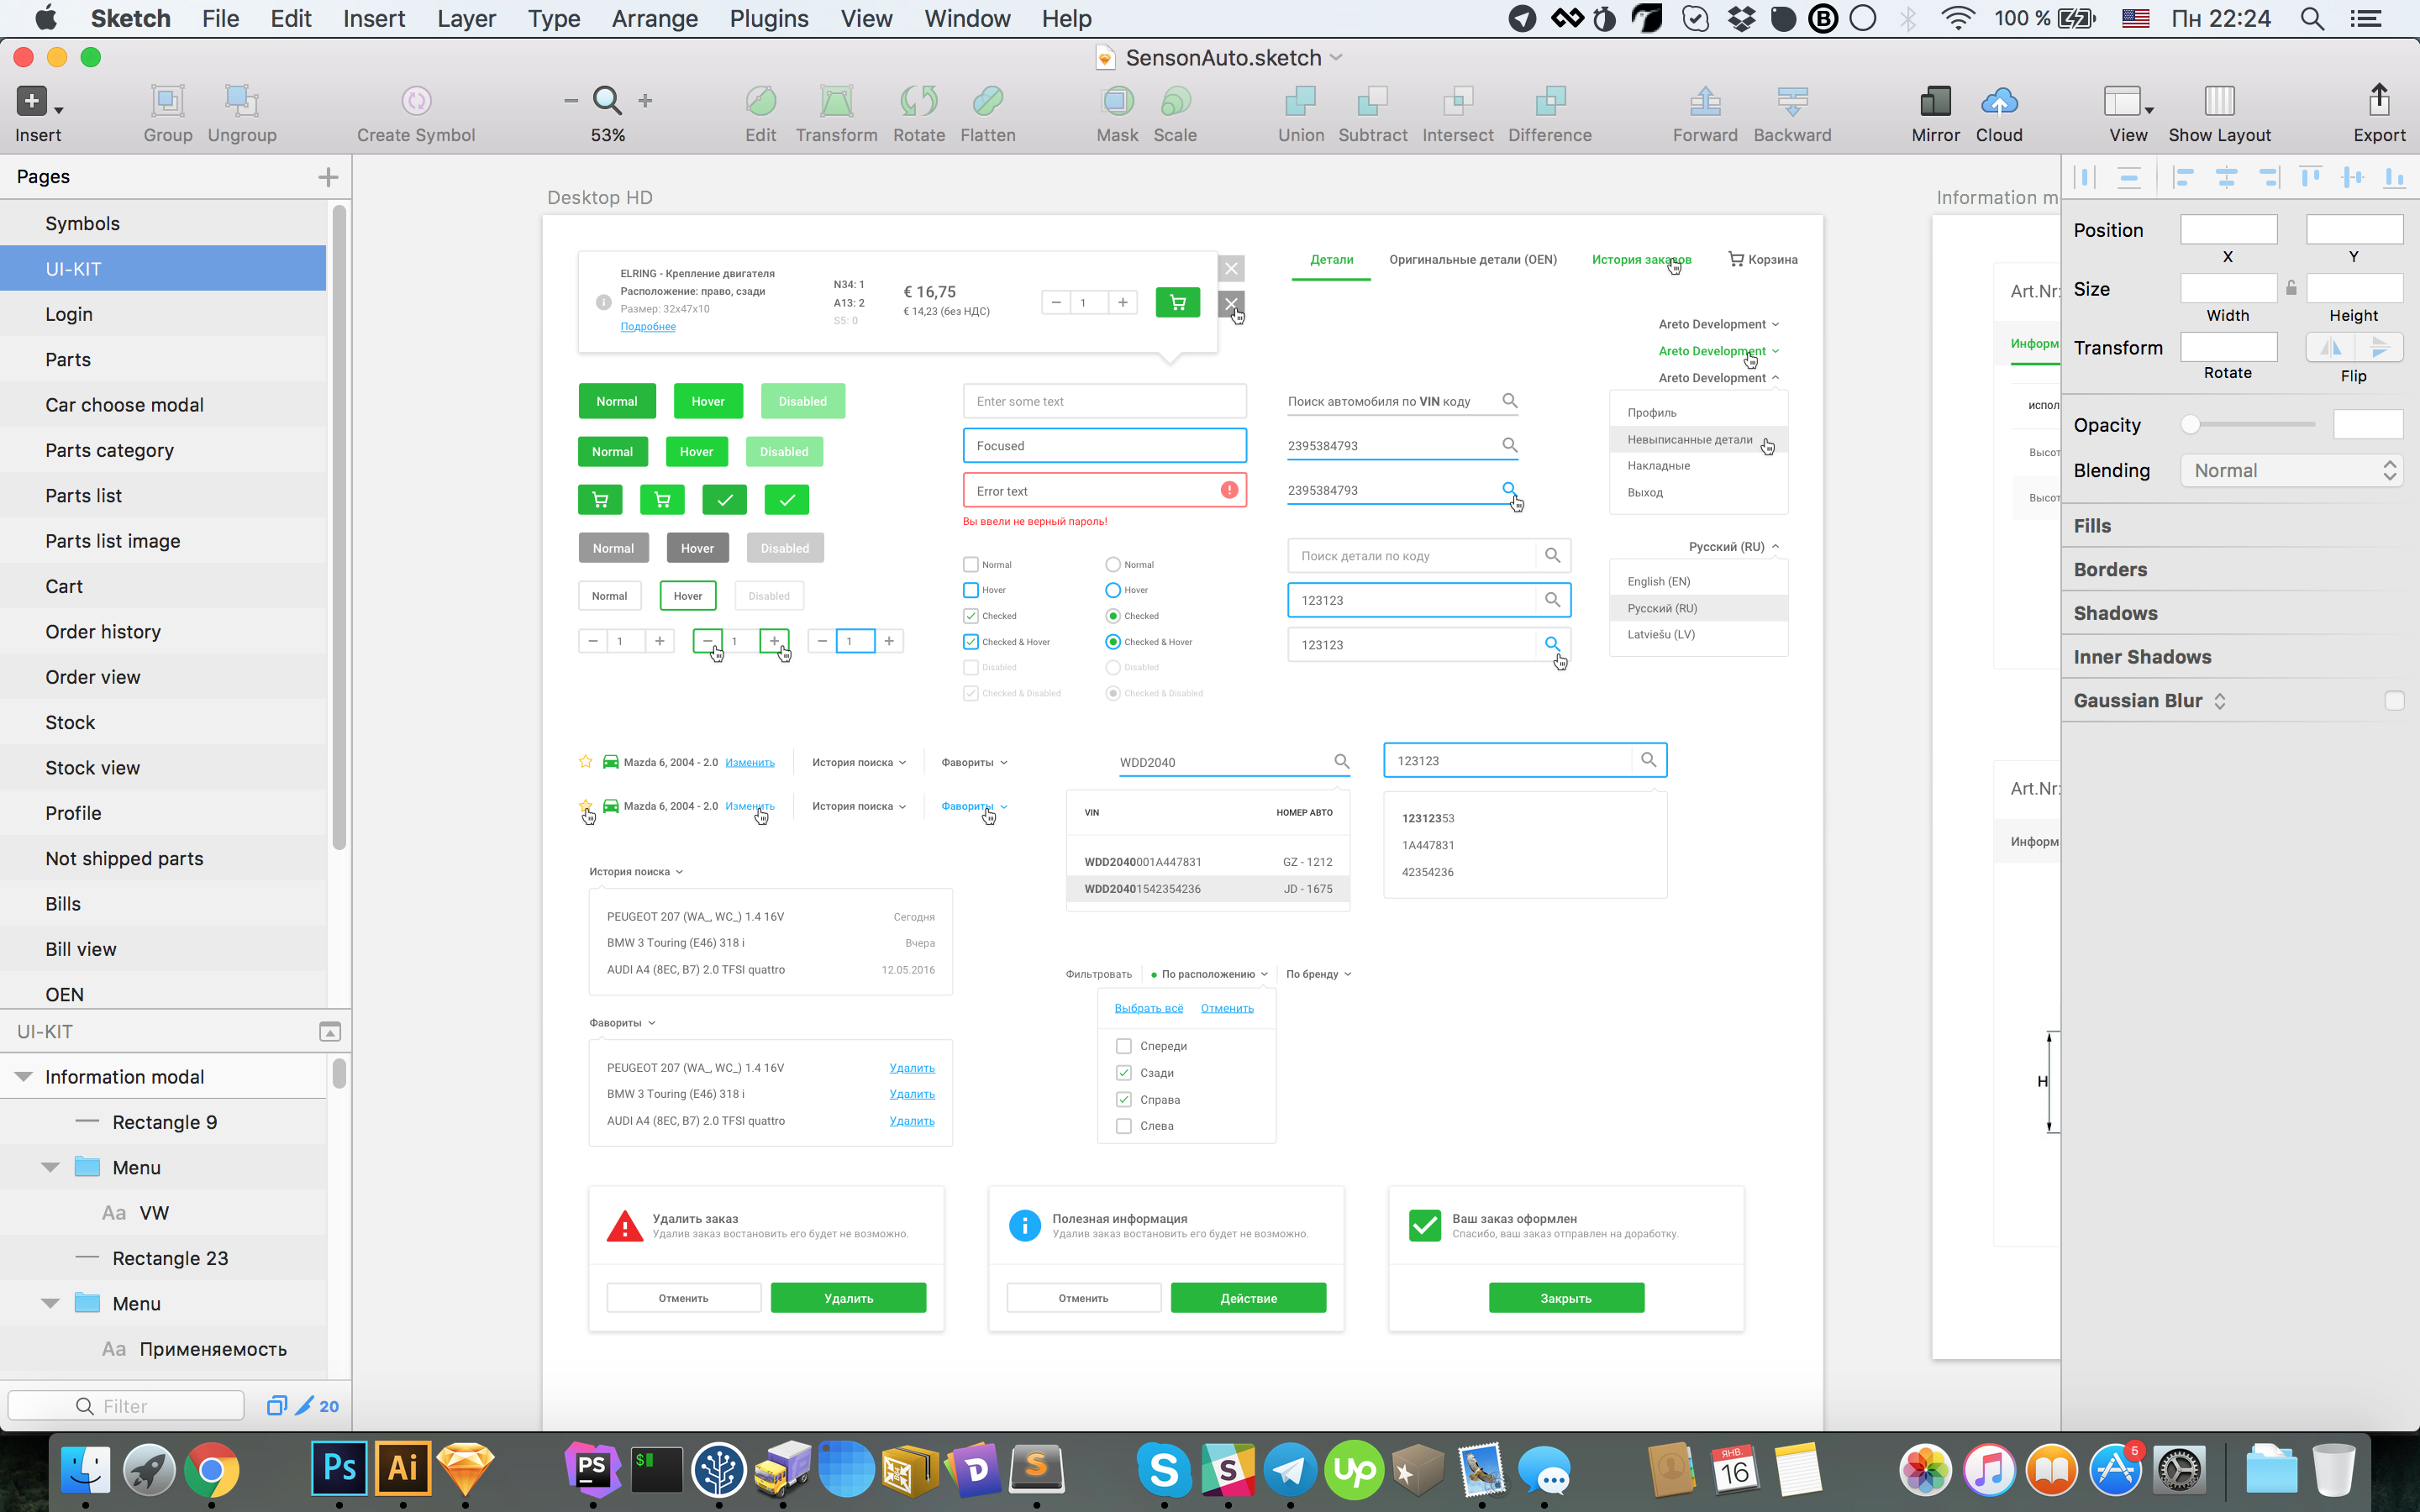 Sketch File Edit Insert Layer Type Arrange Plugins View Window Help
100 % Пн 22:24
SensonAuto.sketch
Insert Group Ungroup Create Symbol 53% Edit Transform Rotate Flatten Mask Scale Union Subtract Intersect Difference Forward Backward Mirror Cloud View Show Layout Export
Pages
Symbols
UI-KIT
Login
Parts
Car choose modal
Parts category
Parts list
Parts list image
Cart
Order history
Order view
Stock
Stock view
Profile
Not shipped parts
Bills
Bill view
OEN
UI-KIT
Information modal
Rectangle 9
Menu
Aa VW
Rectangle 23
Menu
Aa Применяемость
Filter
20
Desktop HD
ELRING - Крепление двигателя
Расположение: право, сзади
Размер: 32x47x10
Подробнее
N34: 1
A13: 2
S5: 0
€ 16,75
€ 14,23 (без НДС)
1
Детали Оригинальные детали (OEN) История заказов Корзина
Areto Development
Areto Development
Areto Development
Профиль
Невыписанные детали
Накладные
Выход
Русский (RU)
English (EN)
Русский (RU)
Latviešu (LV)
Normal Hover Disabled
Normal Hover Disabled
Normal Hover Disabled
Normal Hover Disabled
1 1 1
Enter some text
Focused
Error text
Вы ввели не верный пароль!
Normal Normal
Hover Hover
Checked Checked
Checked & Hover Checked & Hover
Disabled Disabled
Checked & Disabled Checked & Disabled
Поиск автомобиля по VIN коду
2395384793
2395384793
Поиск детали по коду
123123
123123
Mazda 6, 2004 - 2.0 Изменить История поиска Фавориты
Mazda 6, 2004 - 2.0 Изменить История поиска Фавориты
История поиска
PEUGEOT 207 (WA_, WC_) 1.4 16V Сегодня
BMW 3 Touring (E46) 318 i Вчера
AUDI A4 (8EC, B7) 2.0 TFSI quattro 12.05.2016
Фавориты
PEUGEOT 207 (WA_, WC_) 1.4 16V Удалить
BMW 3 Touring (E46) 318 i Удалить
AUDI A4 (8EC, B7) 2.0 TFSI quattro Удалить
WDD2040
VIN НОМЕР АВТО
WDD2040001A447831 GZ - 1212
WDD20401542354236 JD - 1675
123123
12312353
1A447831
42354236
Фильтровать По расположению По бренду
Выбрать всё Отменить
Спереди
Сзади
Справа
Слева
Удалить заказ
Удалив заказ востановить его будет не возможно.
Отменить Удалить
Полезная информация
Удалив заказ востановить его будет не возможно.
Отменить Действие
Ваш заказ оформлен
Спасибо, ваш заказ отправлен на доработку.
Закрыть
Information m
Art.Nr:
Информ
испол
Высот
Высот
Art.Nr:
Информ
H
Position
X Y
Size
Width Height
Transform
Rotate Flip
Opacity
Blending Normal
Fills
Borders
Shadows
Inner Shadows
Gaussian Blur
Ps Ai PS $ D S S S up ЯНВ. 16 5